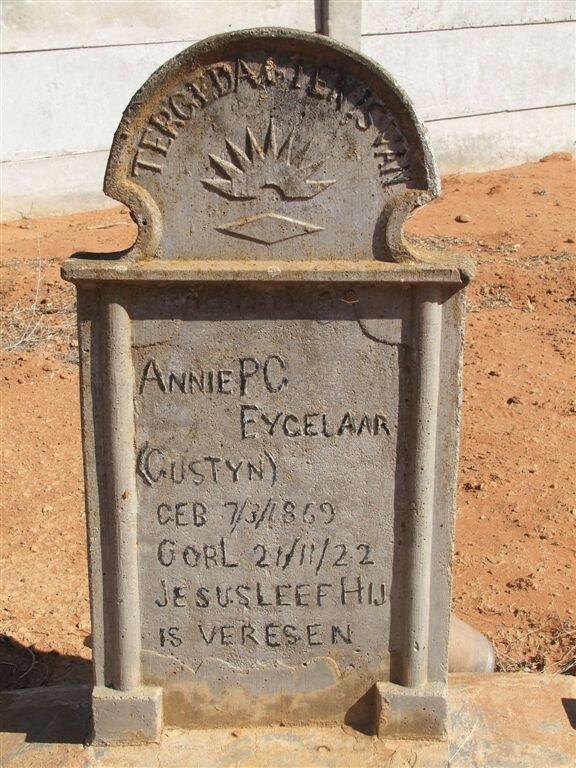 TERGEDAGTENIS VAN
ANNIE PC
EYGELAAR
(GUSTYN)
GEB 7/3/1869
GORL 21/11/22
JESUS LEEF HIJ
IS VERESEN